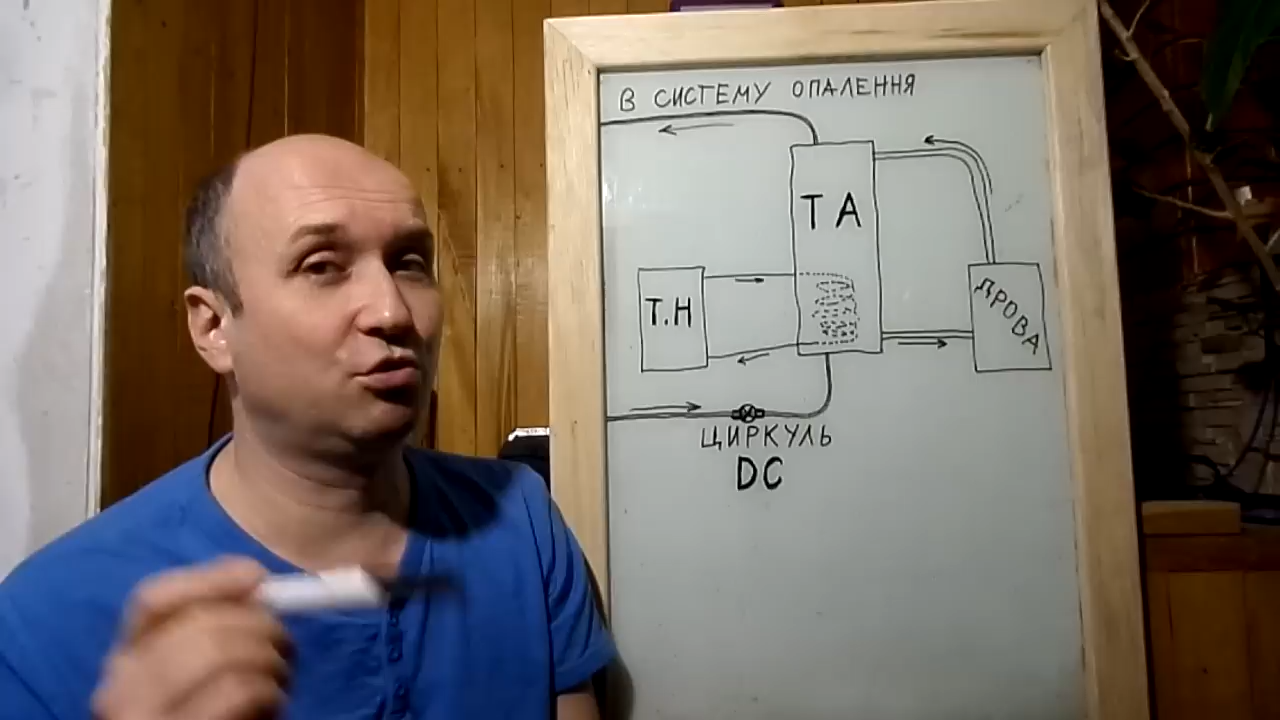 В СИСТЕМУ ОПАЛЕННЯ
ТА
Т.Н
ДРОВА
ЦИРКУЛЬ
DC